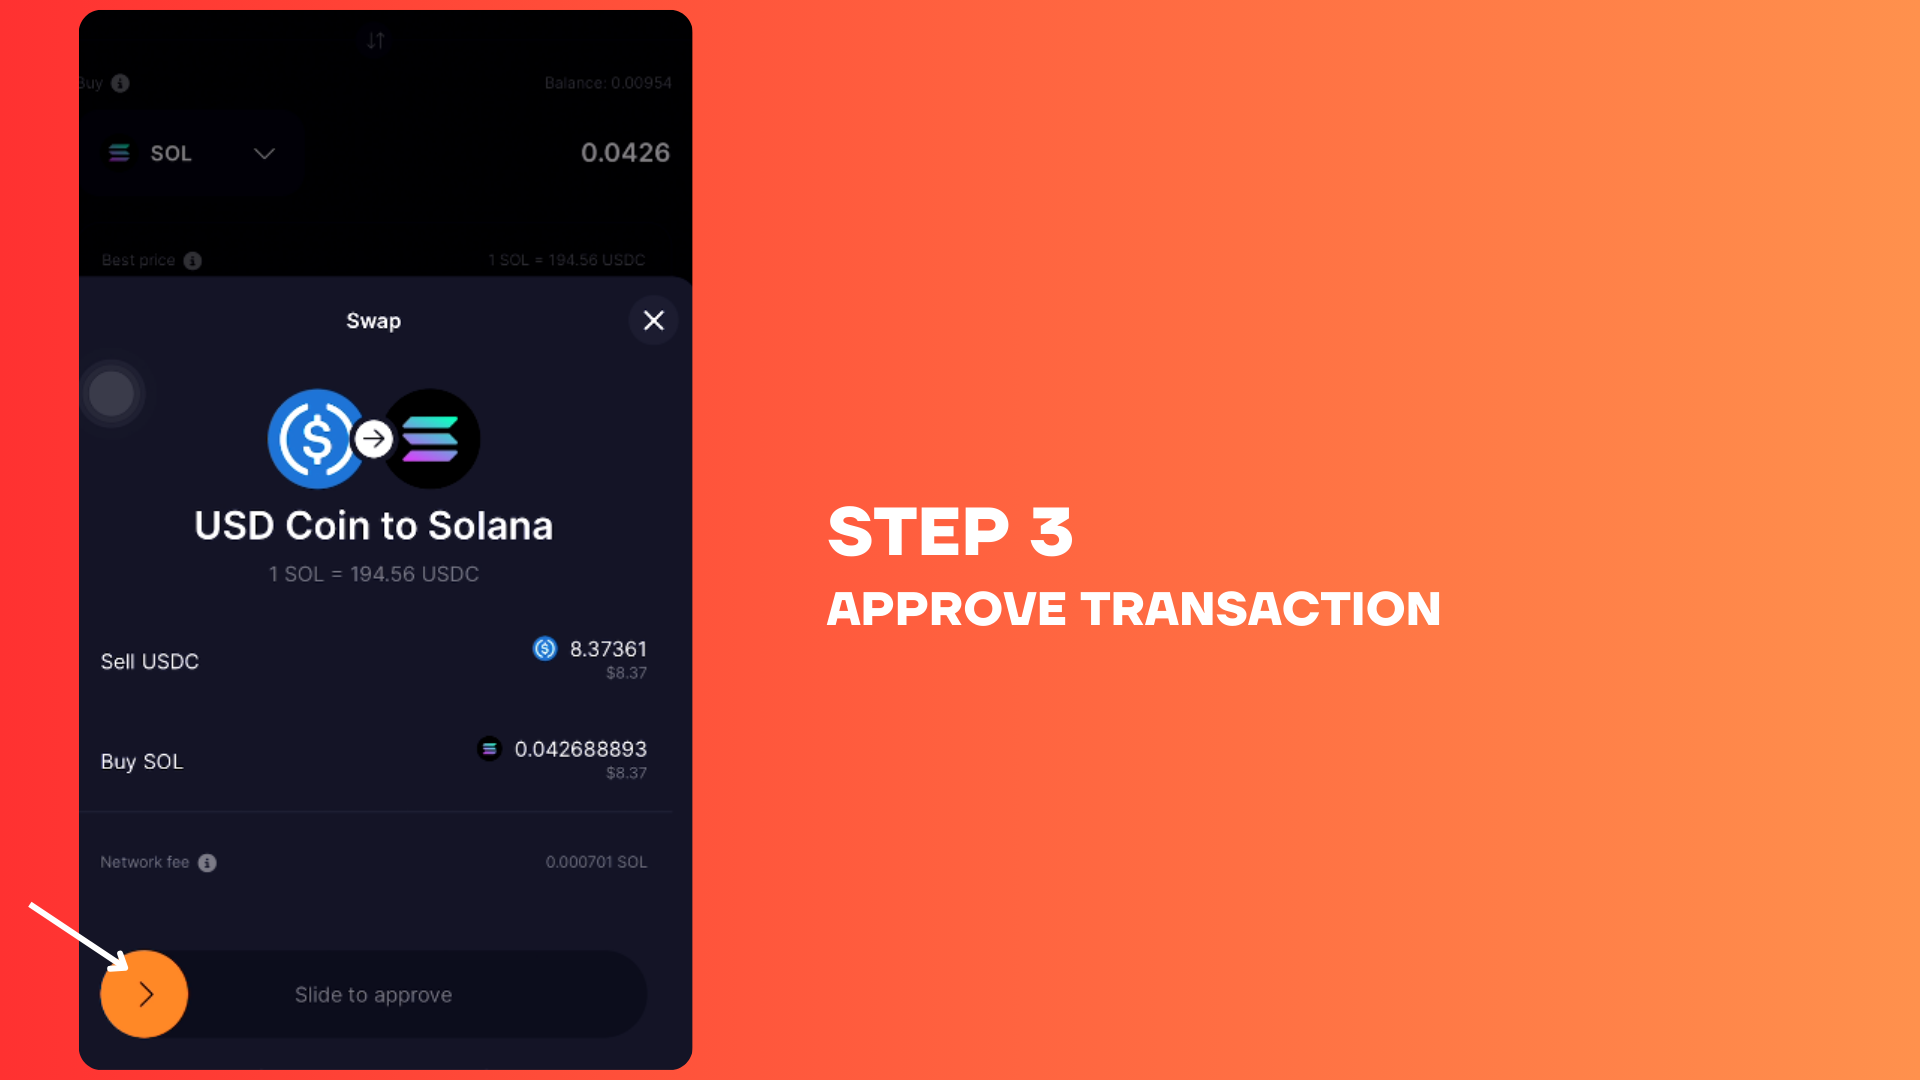 Buy
Balance: 0.00954
SOL
0.0426
Best price
1 SOL = 194.56 USDC
Swap
USD Coin to Solana
1 SOL = 194.56 USDC
Sell USDC
8.37361
$8.37
Buy SOL
0.042688893
$8.37
Network fee
0.000701 SOL
Slide to approve
STEP 3
APPROVE TRANSACTION